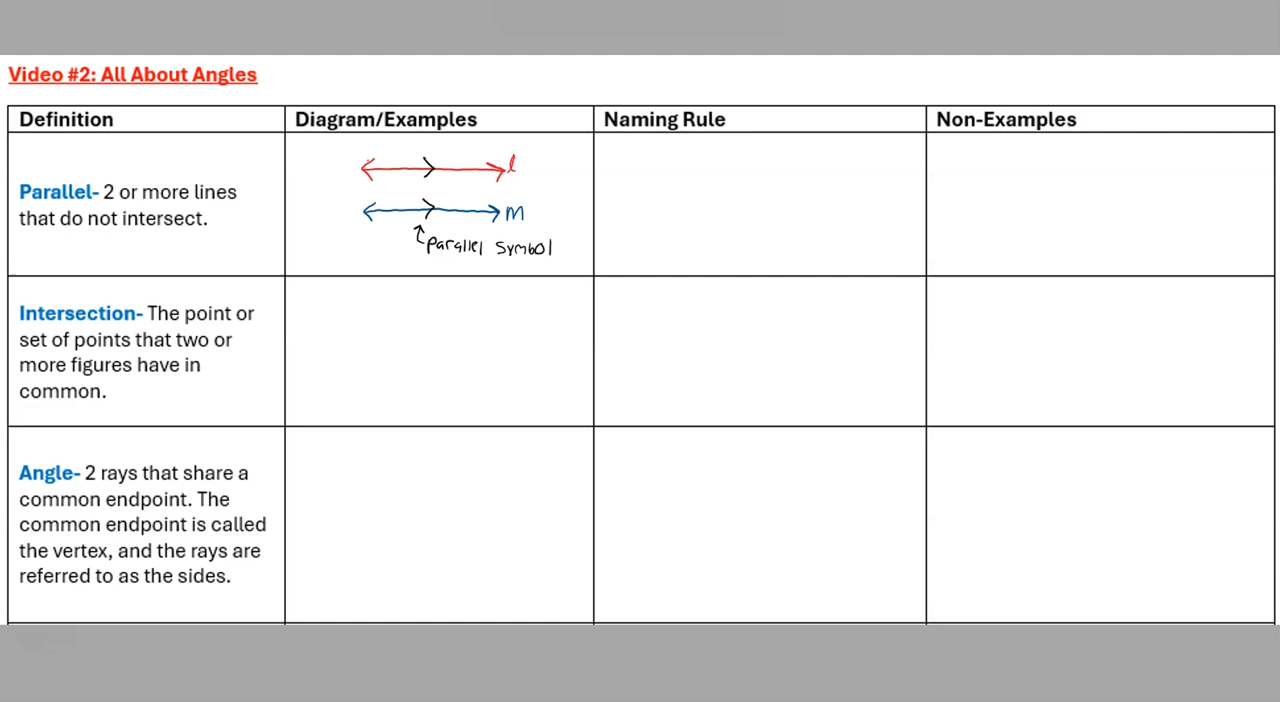 Video #2: All About Angles
Definition
Diagram/Examples
Naming Rule
Non-Examples
Parallel- 2 or more lines
that do not intersect.
l
m
Parallel Symbol
Intersection- The point or
set of points that two or
more figures have in
common.
Angle- 2 rays that share a
common endpoint. The
common endpoint is called
the vertex, and the rays are
referred to as the sides.